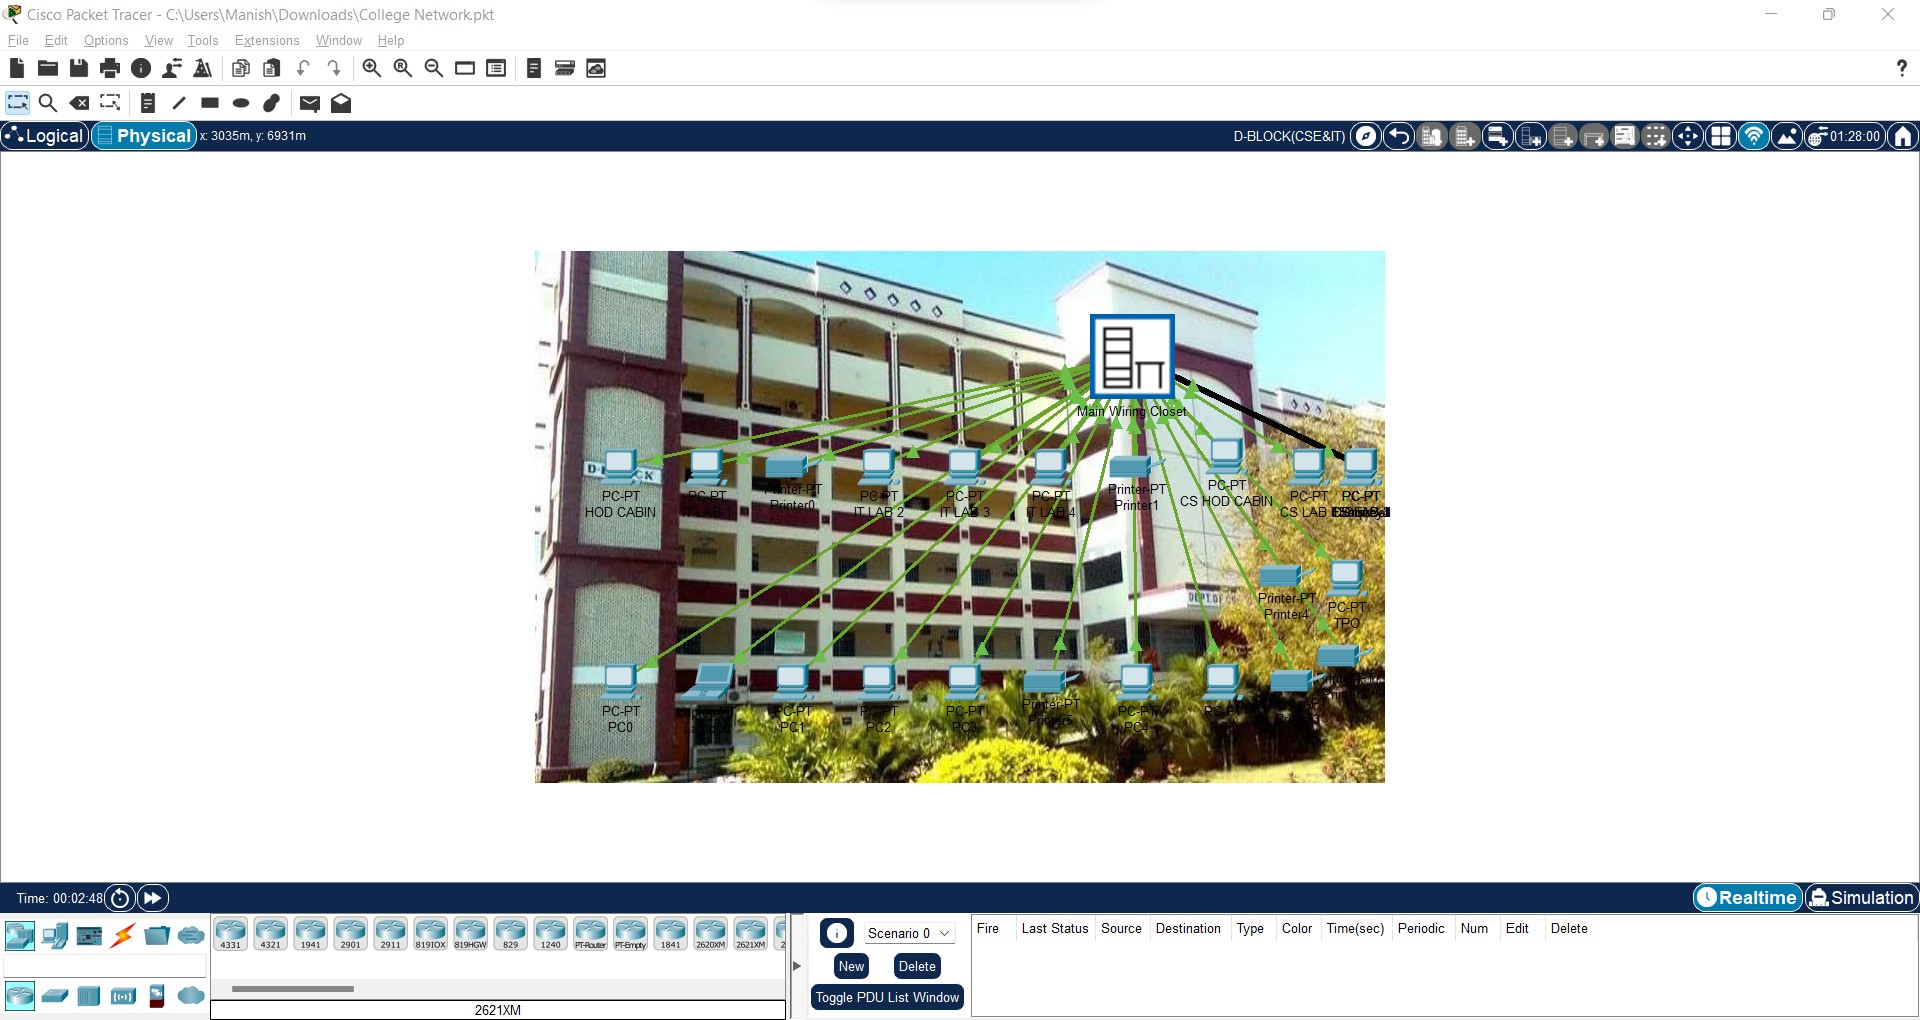 Cisco Packet Tracer - C:\Users\Manish\Downloads\College Network.pkt
File Edit Options View Tools Extensions Window Help
?
Logical Physical x: 3035m, y: 6931m D-BLOCK(CSE&IT) 01:28:00
Main Wiring Closet
PC-PT
HOD CABIN
PC-PT
IT LAB 1
Printer-PT
Printer0
PC-PT
IT LAB 2
PC-PT
IT LAB 3
PC-PT
IT LAB 4
Printer-PT
Printer1
PC-PT
CS HOD CABIN
PC-PT
CS LAB
PC-PT
DEPT.OF
Printer-PT
Printer4
PC-PT
TPO
PC-PT
PC0
PC-PT
PC1
PC-PT
PC2
PC-PT
PC3
Printer-PT
Printer5
PC-PT
PC4
Time: 00:02:48 Realtime Simulation
4331 4321 1941 2901 2911 819IOX 819HGW 829 1240 PT-Router PT-Empty 1841 2620XM 2621XM 2
2621XM
Scenario 0
New Delete
Toggle PDU List Window
Fire Last Status Source Destination Type Color Time(sec) Periodic Num Edit Delete